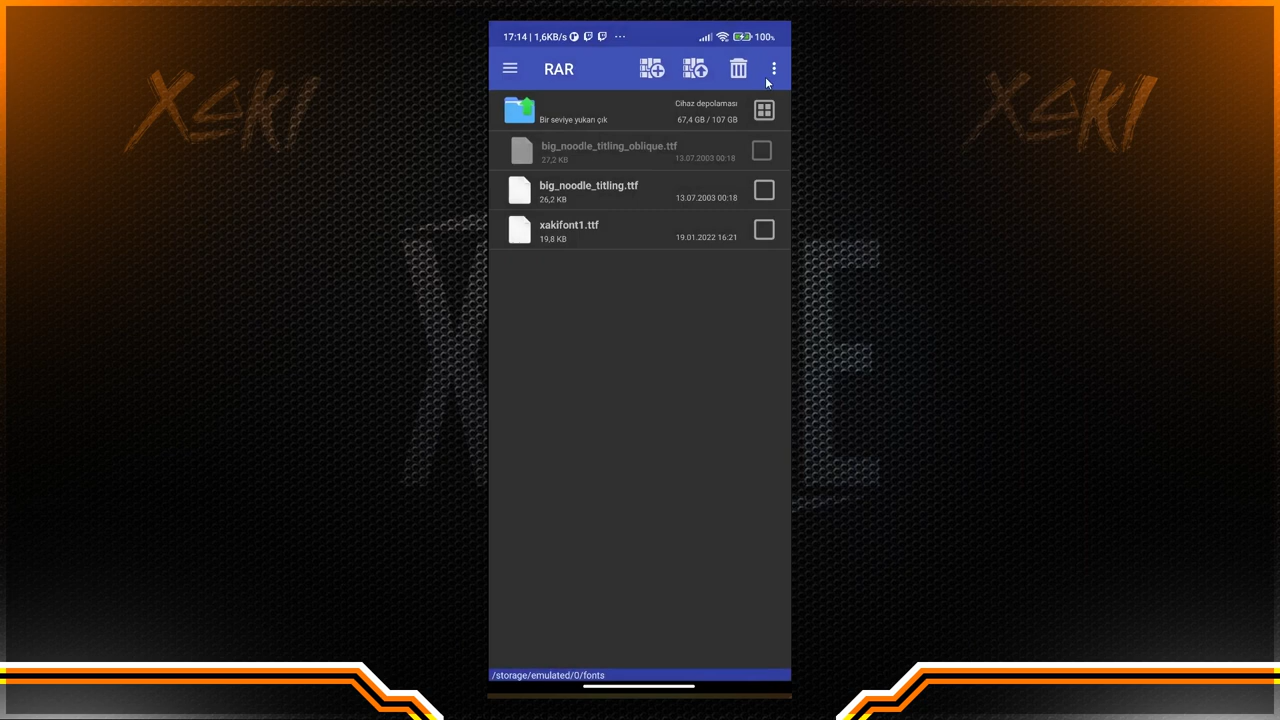 XAKI
XAKI
17:14 | 1,6KB/s
100%
RAR
Cihaz depolaması
Bir seviye yukarı çık
67,4 GB / 107 GB
big_noodle_titling_oblique.ttf
27,2 KB
13.07.2003 00:18
big_noodle_titling.ttf
26,2 KB
13.07.2003 00:18
xakifont1.ttf
19,8 KB
19.01.2022 16:21
/storage/emulated/0/fonts